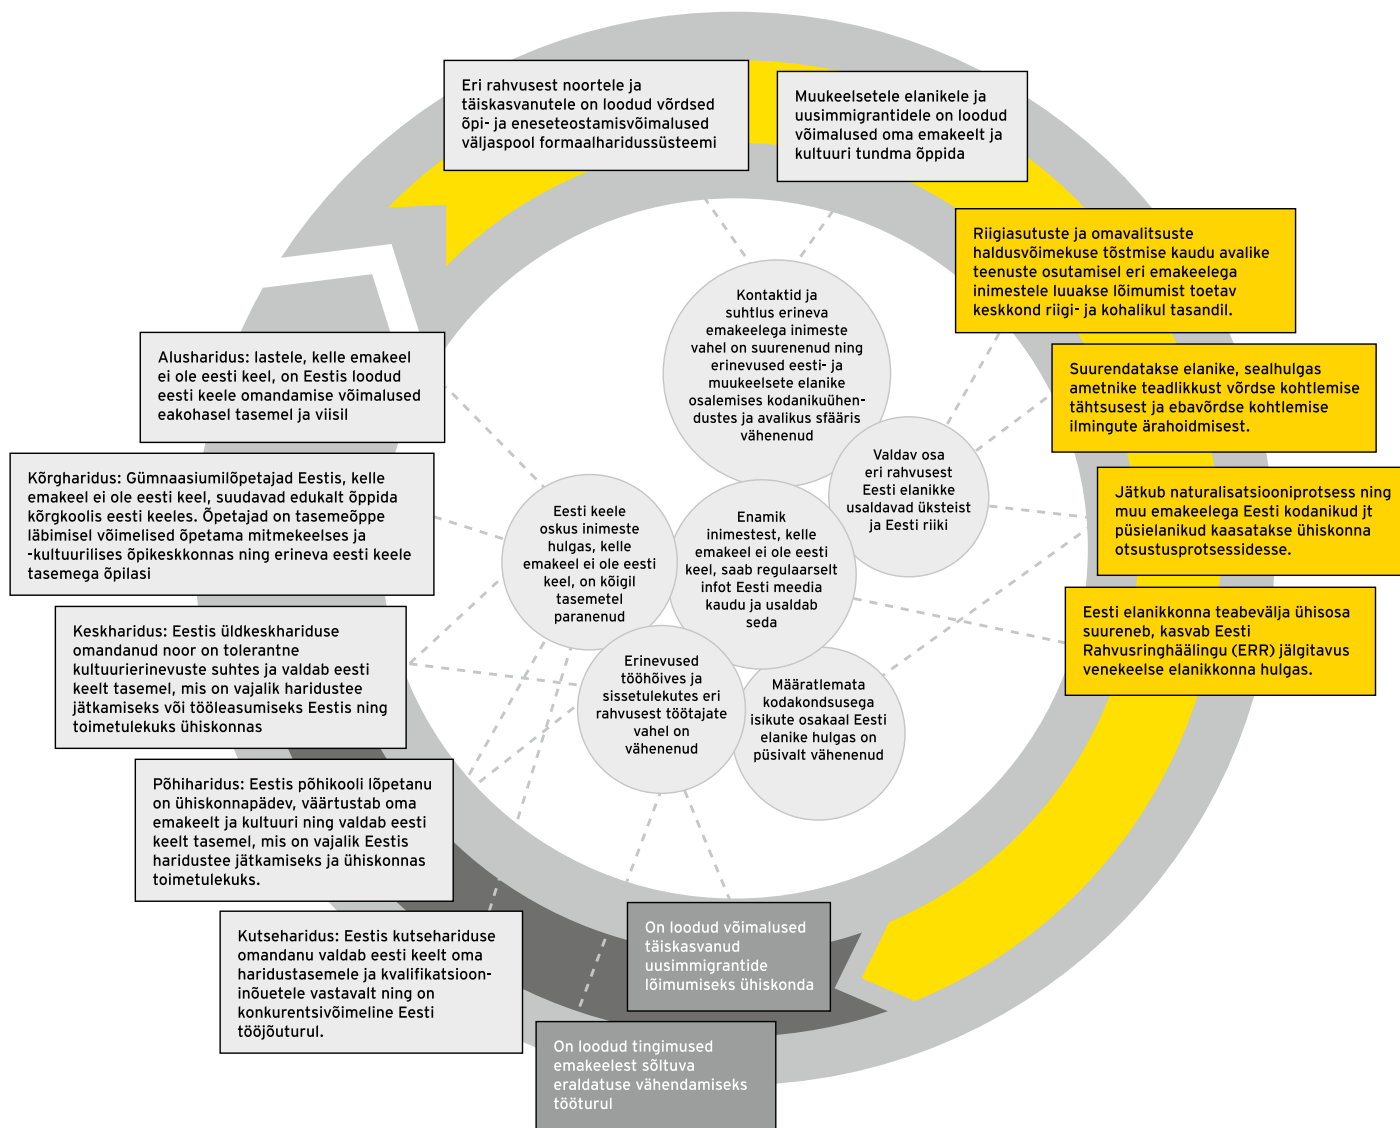 Eri rahvusest noortele ja
täiskasvanutele on loodud võrdsed
õpi- ja eneseteostamisvõimalused
väljaspool formaalharidussüsteemi
Muukeelsetele elanikele ja
uusimmigrantidele on loodud
võimalused oma emakeelt ja
kultuuri tundma õppida
Riigiasutuste ja omavalitsuste
haldusvõimekuse tõstmise kaudu avalike
teenuste osutamisel eri emakeelega
inimestele luuakse lõimumist toetav
keskkond riigi- ja kohalikul tasandil.
Suurendatakse elanike, sealhulgas
ametnike teadlikkust võrdse kohtlemise
tähtsusest ja ebavõrdse kohtlemise
ilmingute ärahoidmisest.
Jätkub naturalisatsiooniprotsess ning
muu emakeelega Eesti kodanikud jt
püsielanikud kaasatakse ühiskonna
otsustusprotsessidesse.
Eesti elanikkonna teabevälja ühisosa
suureneb, kasvab Eesti
Rahvusringhäälingu (ERR) jälgitavus
venekeelse elanikkonna hulgas.
Kontaktid ja
suhtlus erineva
emakeelega inimeste
vahel on suurenenud ning
erinevused eesti- ja
muukeelsete elanike
osalemises kodanikuühen-
dustes ja avalikus sfääris
vähenenud
Valdav osa
eri rahvusest
Eesti elanikke
usaldavad üksteist
ja Eesti riiki
Eesti keele
oskus inimeste
hulgas, kelle
emakeel ei ole eesti
keel, on kõigil
tasemetel
paranenud
Enamik
inimestest, kelle
emakeel ei ole eesti
keel, saab regulaarselt
infot Eesti meedia
kaudu ja usaldab
seda
Erinevused
tööhõives ja
sissetulekutes eri
rahvusest töötajate
vahel on
vähenenud
Määratlemata
kodakondsusega
isikute osakaal Eesti
elanike hulgas on
püsivalt vähenenud
Alusharidus: lastele, kelle emakeel
ei ole eesti keel, on Eestis loodud
eesti keele omandamise võimalused
eakohasel tasemel ja viisil
Kõrgharidus: Gümnaasiumilõpetajad Eestis, kelle
emakeel ei ole eesti keel, suudavad edukalt õppida
kõrgkoolis eesti keeles. Õpetajad on tasemeõppe
läbimisel võimelised õpetama mitmekeelses ja
-kultuurilises õpikeskkonnas ning erineva eesti keele
tasemega õpilasi
Keskharidus: Eestis üldkeskhariduse
omandanud noor on tolerantne
kultuurierinevuste suhtes ja valdab eesti
keelt tasemel, mis on vajalik haridustee
jätkamiseks või tööleasumiseks Eestis ning
toimetulekuks ühiskonnas
Põhiharidus: Eestis põhikooli lõpetanu
on ühiskonnapädev, väärtustab oma
emakeelt ja kultuuri ning valdab eesti
keelt tasemel, mis on vajalik Eestis
haridustee jätkamiseks ja ühiskonnas
toimetulekuks.
Kutseharidus: Eestis kutsehariduse
omandanu valdab eesti keelt oma
haridustasemele ja kvalifikatsioon-
inõuetele vastavalt ning on
konkurentsivõimeline Eesti
tööjõuturul.
On loodud võimalused
täiskasvanud
uusimmigrantide
lõimumiseks ühiskonda
On loodud tingimused
emakeelest sõltuva
eraldatuse vähendamiseks
tööturul